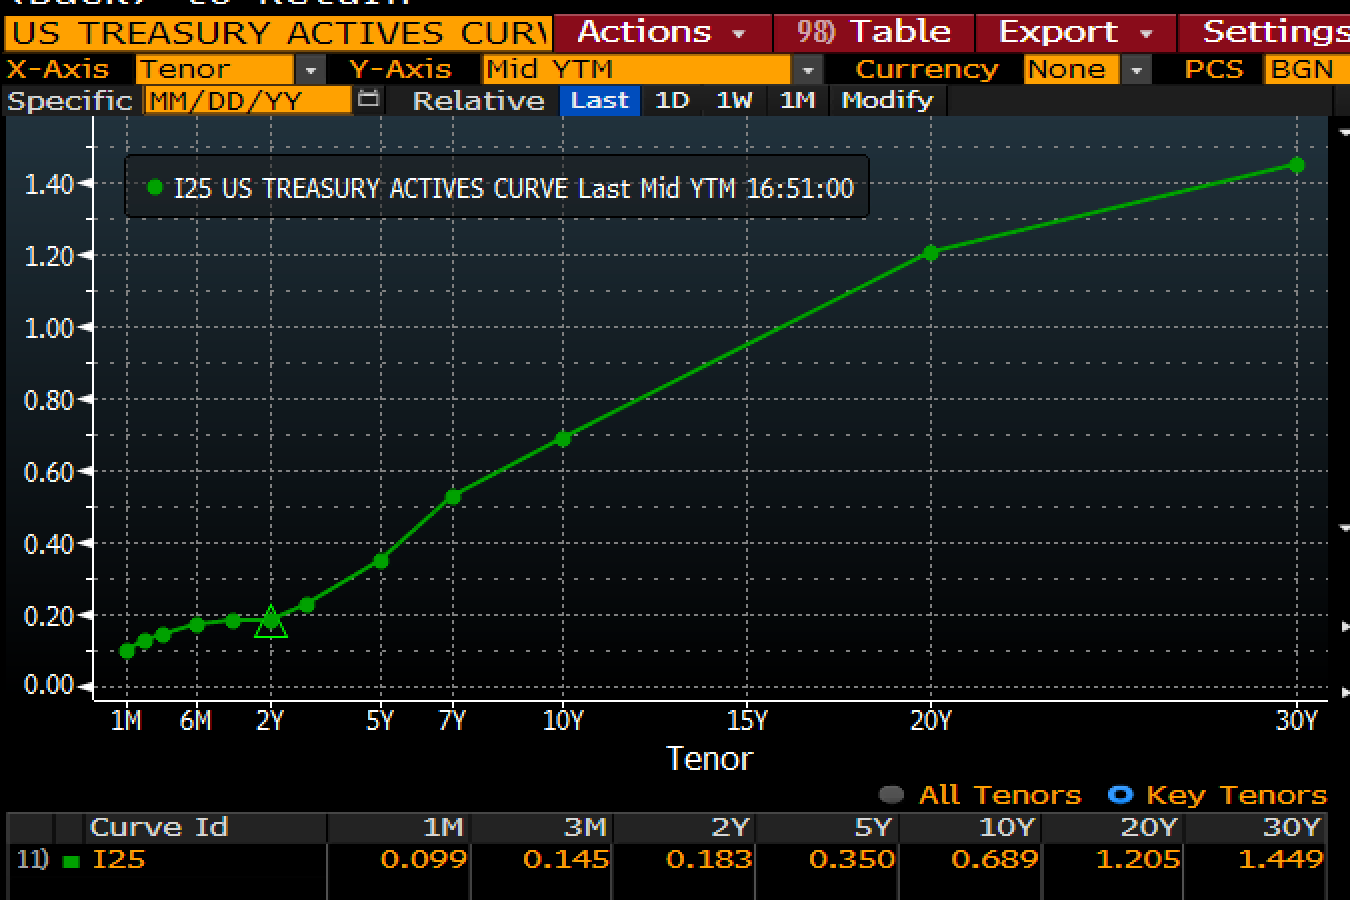 <Back> to Return
US TREASURY ACTIVES CURV Actions 98) Table Export Settings
X-Axis Tenor Y-Axis Mid YTM Currency None PCS BGN
Specific MM/DD/YY Relative Last 1D 1W 1M Modify
I25 US TREASURY ACTIVES CURVE Last Mid YTM 16:51:00
1.40
1.20
1.00
0.80
0.60
0.40
0.20
0.00
1M 6M 2Y 5Y 7Y 10Y 15Y 20Y 30Y
Tenor
All Tenors Key Tenors
Curve Id 1M 3M 2Y 5Y 10Y 20Y 30Y
11) I25 0.099 0.145 0.183 0.350 0.689 1.205 1.449